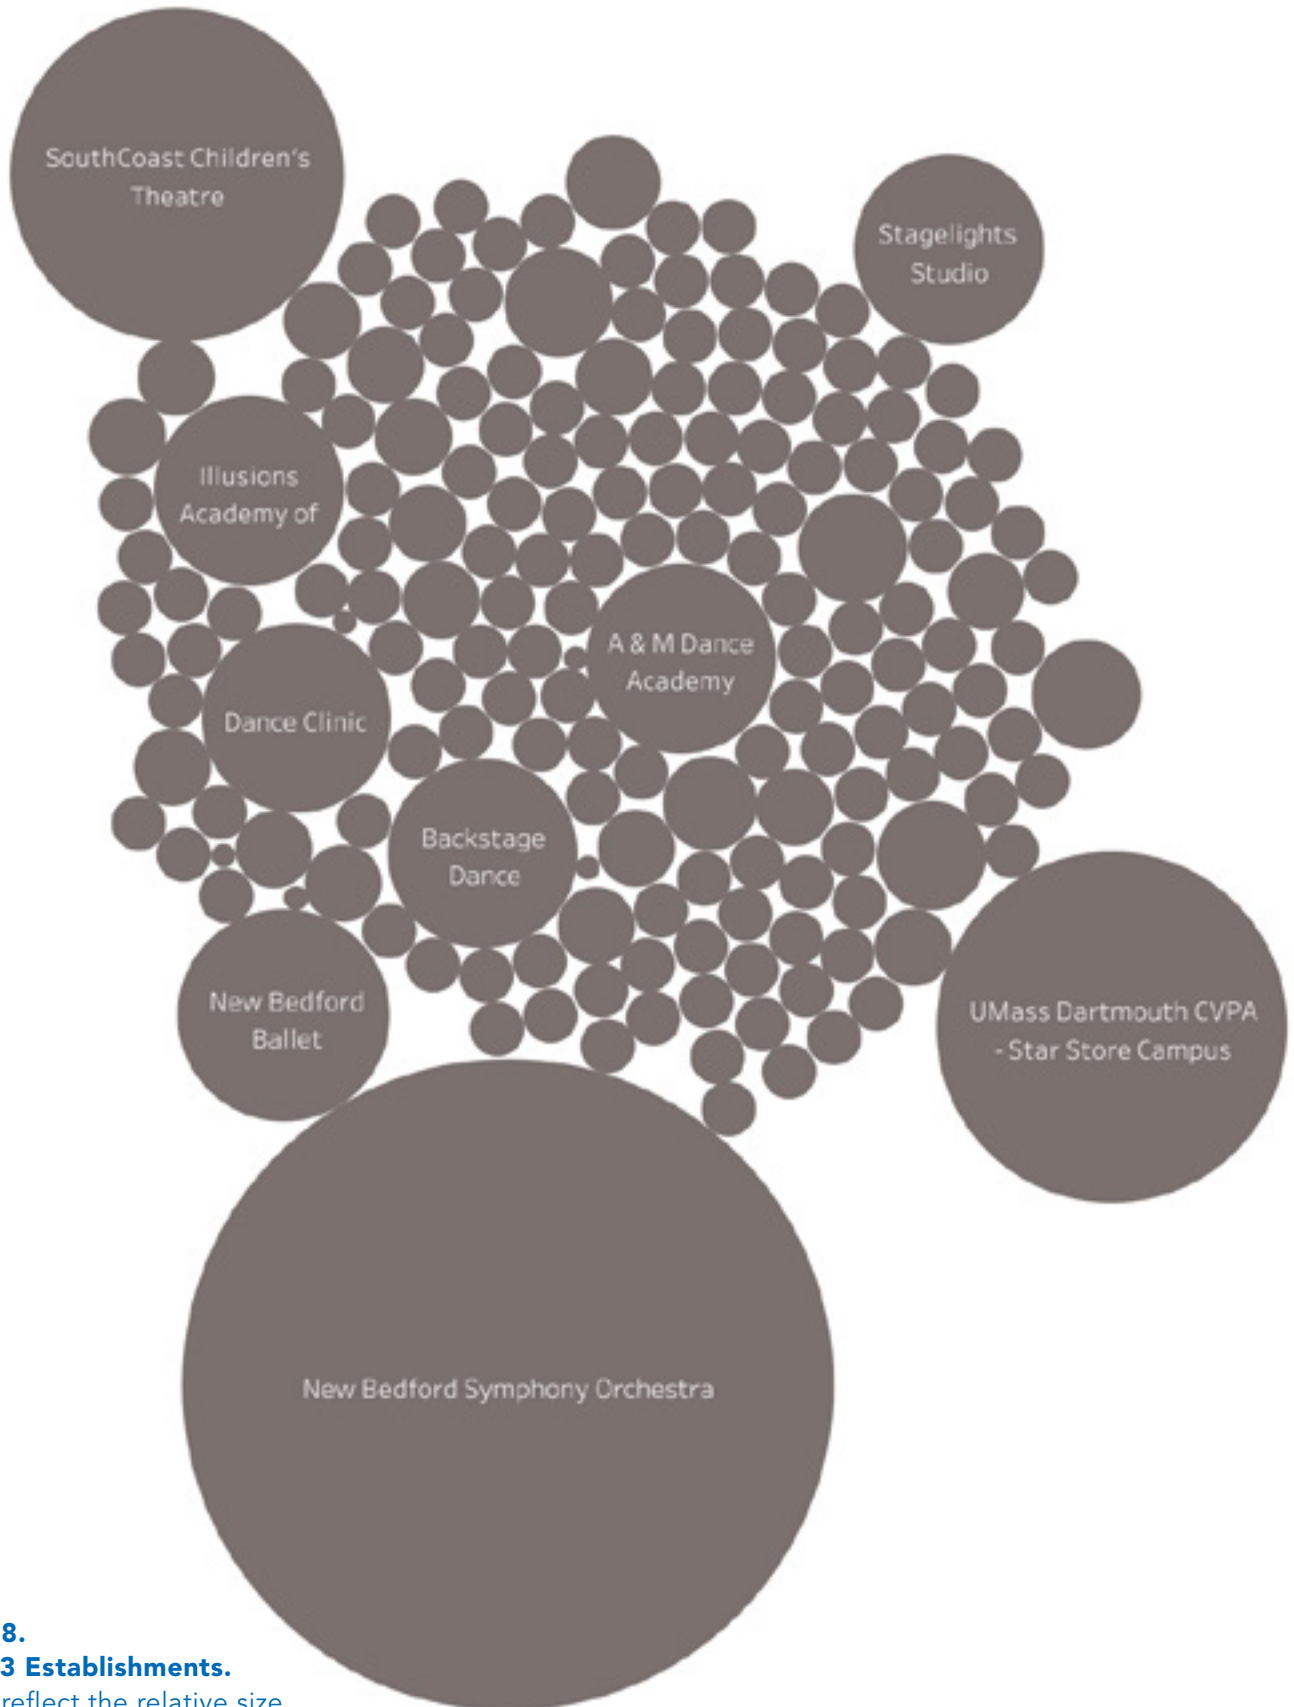 SouthCoast Children's
Theatre
Stagelights
Studio
Illusions
Academy of
A & M Dance
Academy
Dance Clinic
Backstage
Dance
New Bedford
Ballet
UMass Dartmouth CVPA
- Star Store Campus
New Bedford Symphony Orchestra
8.
3 Establishments.
reflect the relative size